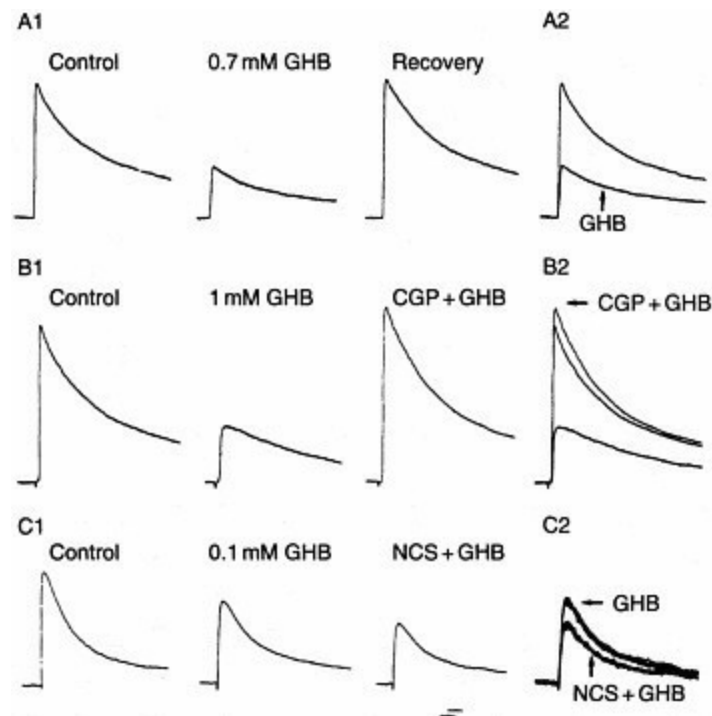 A1 A2
Control 0.7 mM GHB Recovery
GHB
B1 B2
Control 1 mM GHB CGP + GHB CGP + GHB
C1 C2
Control 0.1 mM GHB NCS + GHB
GHB
NCS + GHB